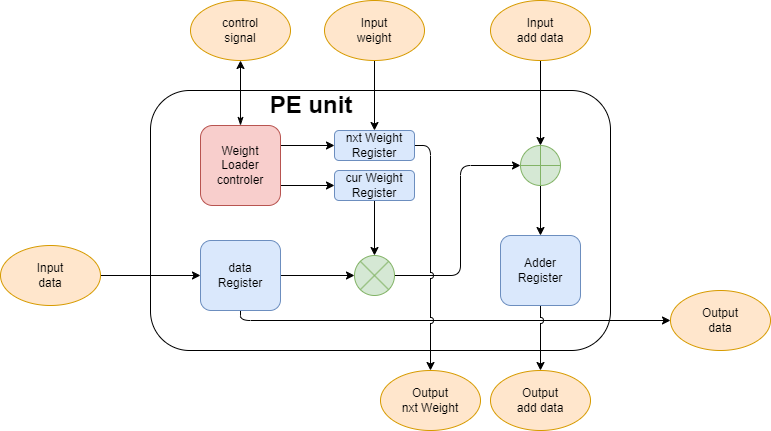 control
signal
Input
weight
Input
add data
PE unit
Weight
Loader
controler
nxt Weight
Register
cur Weight
Register
Input
data
data
Register
Adder
Register
Output
data
Output
nxt Weight
Output
add data